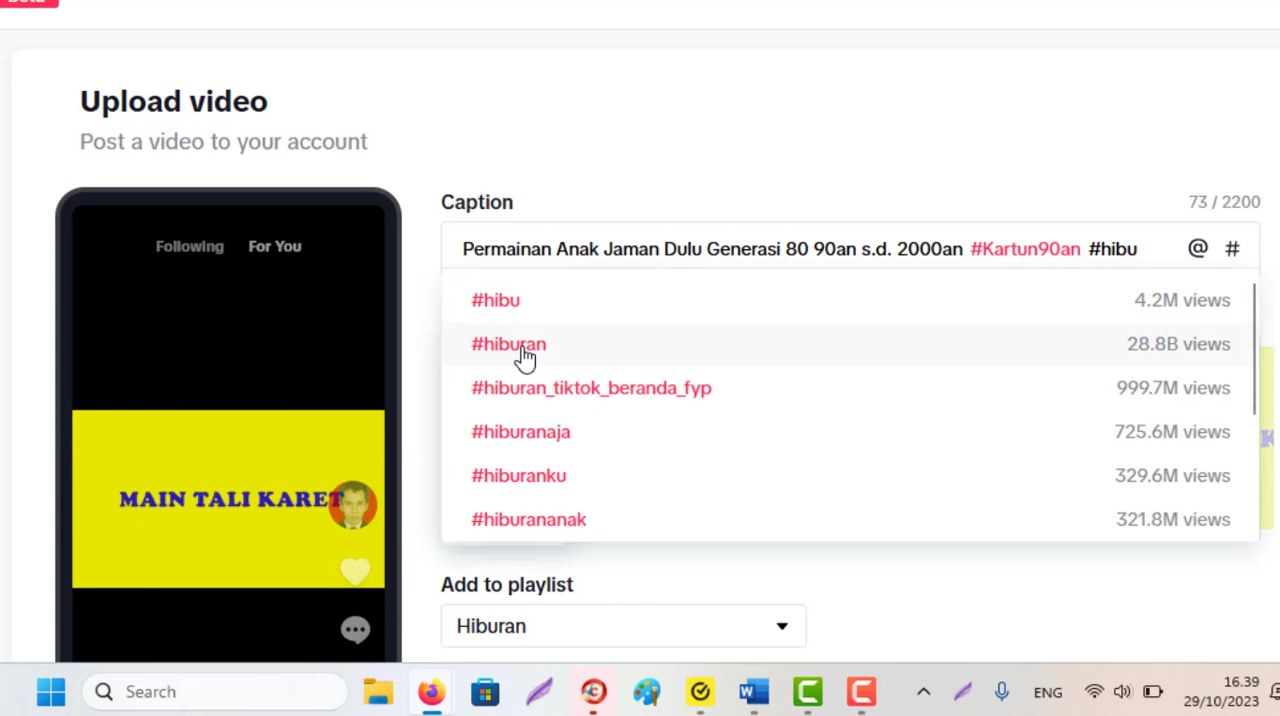 Beta
Upload video
Post a video to your account
Following For You
MAIN TALI KARET
Caption 73 / 2200
Permainan Anak Jaman Dulu Generasi 80 90an s.d. 2000an #Kartun90an #hibu @ #
#hibu 4.2M views
#hiburan 28.8B views
#hiburan_tiktok_beranda_fyp 999.7M views
#hiburanaja 725.6M views
#hiburanku 329.6M views
#hiburananak 321.8M views
Add to playlist
Hiburan
Search
ENG
16.39
29/10/2023